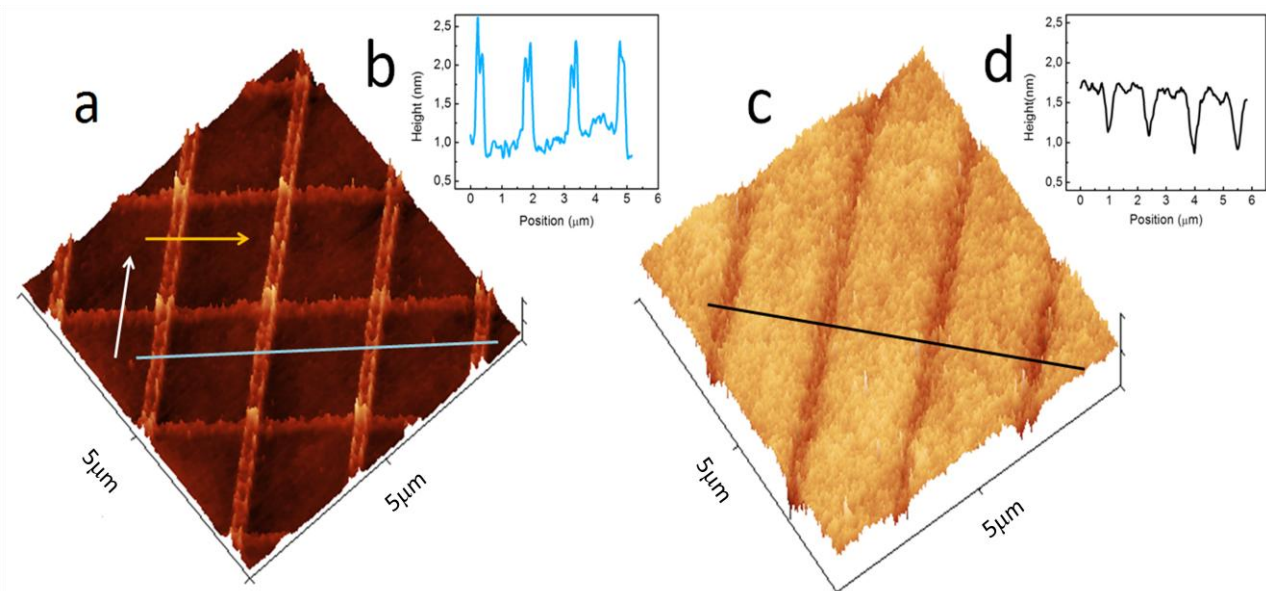 a
5μm
5μm
b
Height (nm)
2,5
2,0
1,5
1,0
0,5
0 1 2 3 4 5 6
Position (μm)
c
5μm
5μm
d
Height(nm)
2,5
2,0
1,5
1,0
0,5
0 1 2 3 4 5 6
Position (μm)